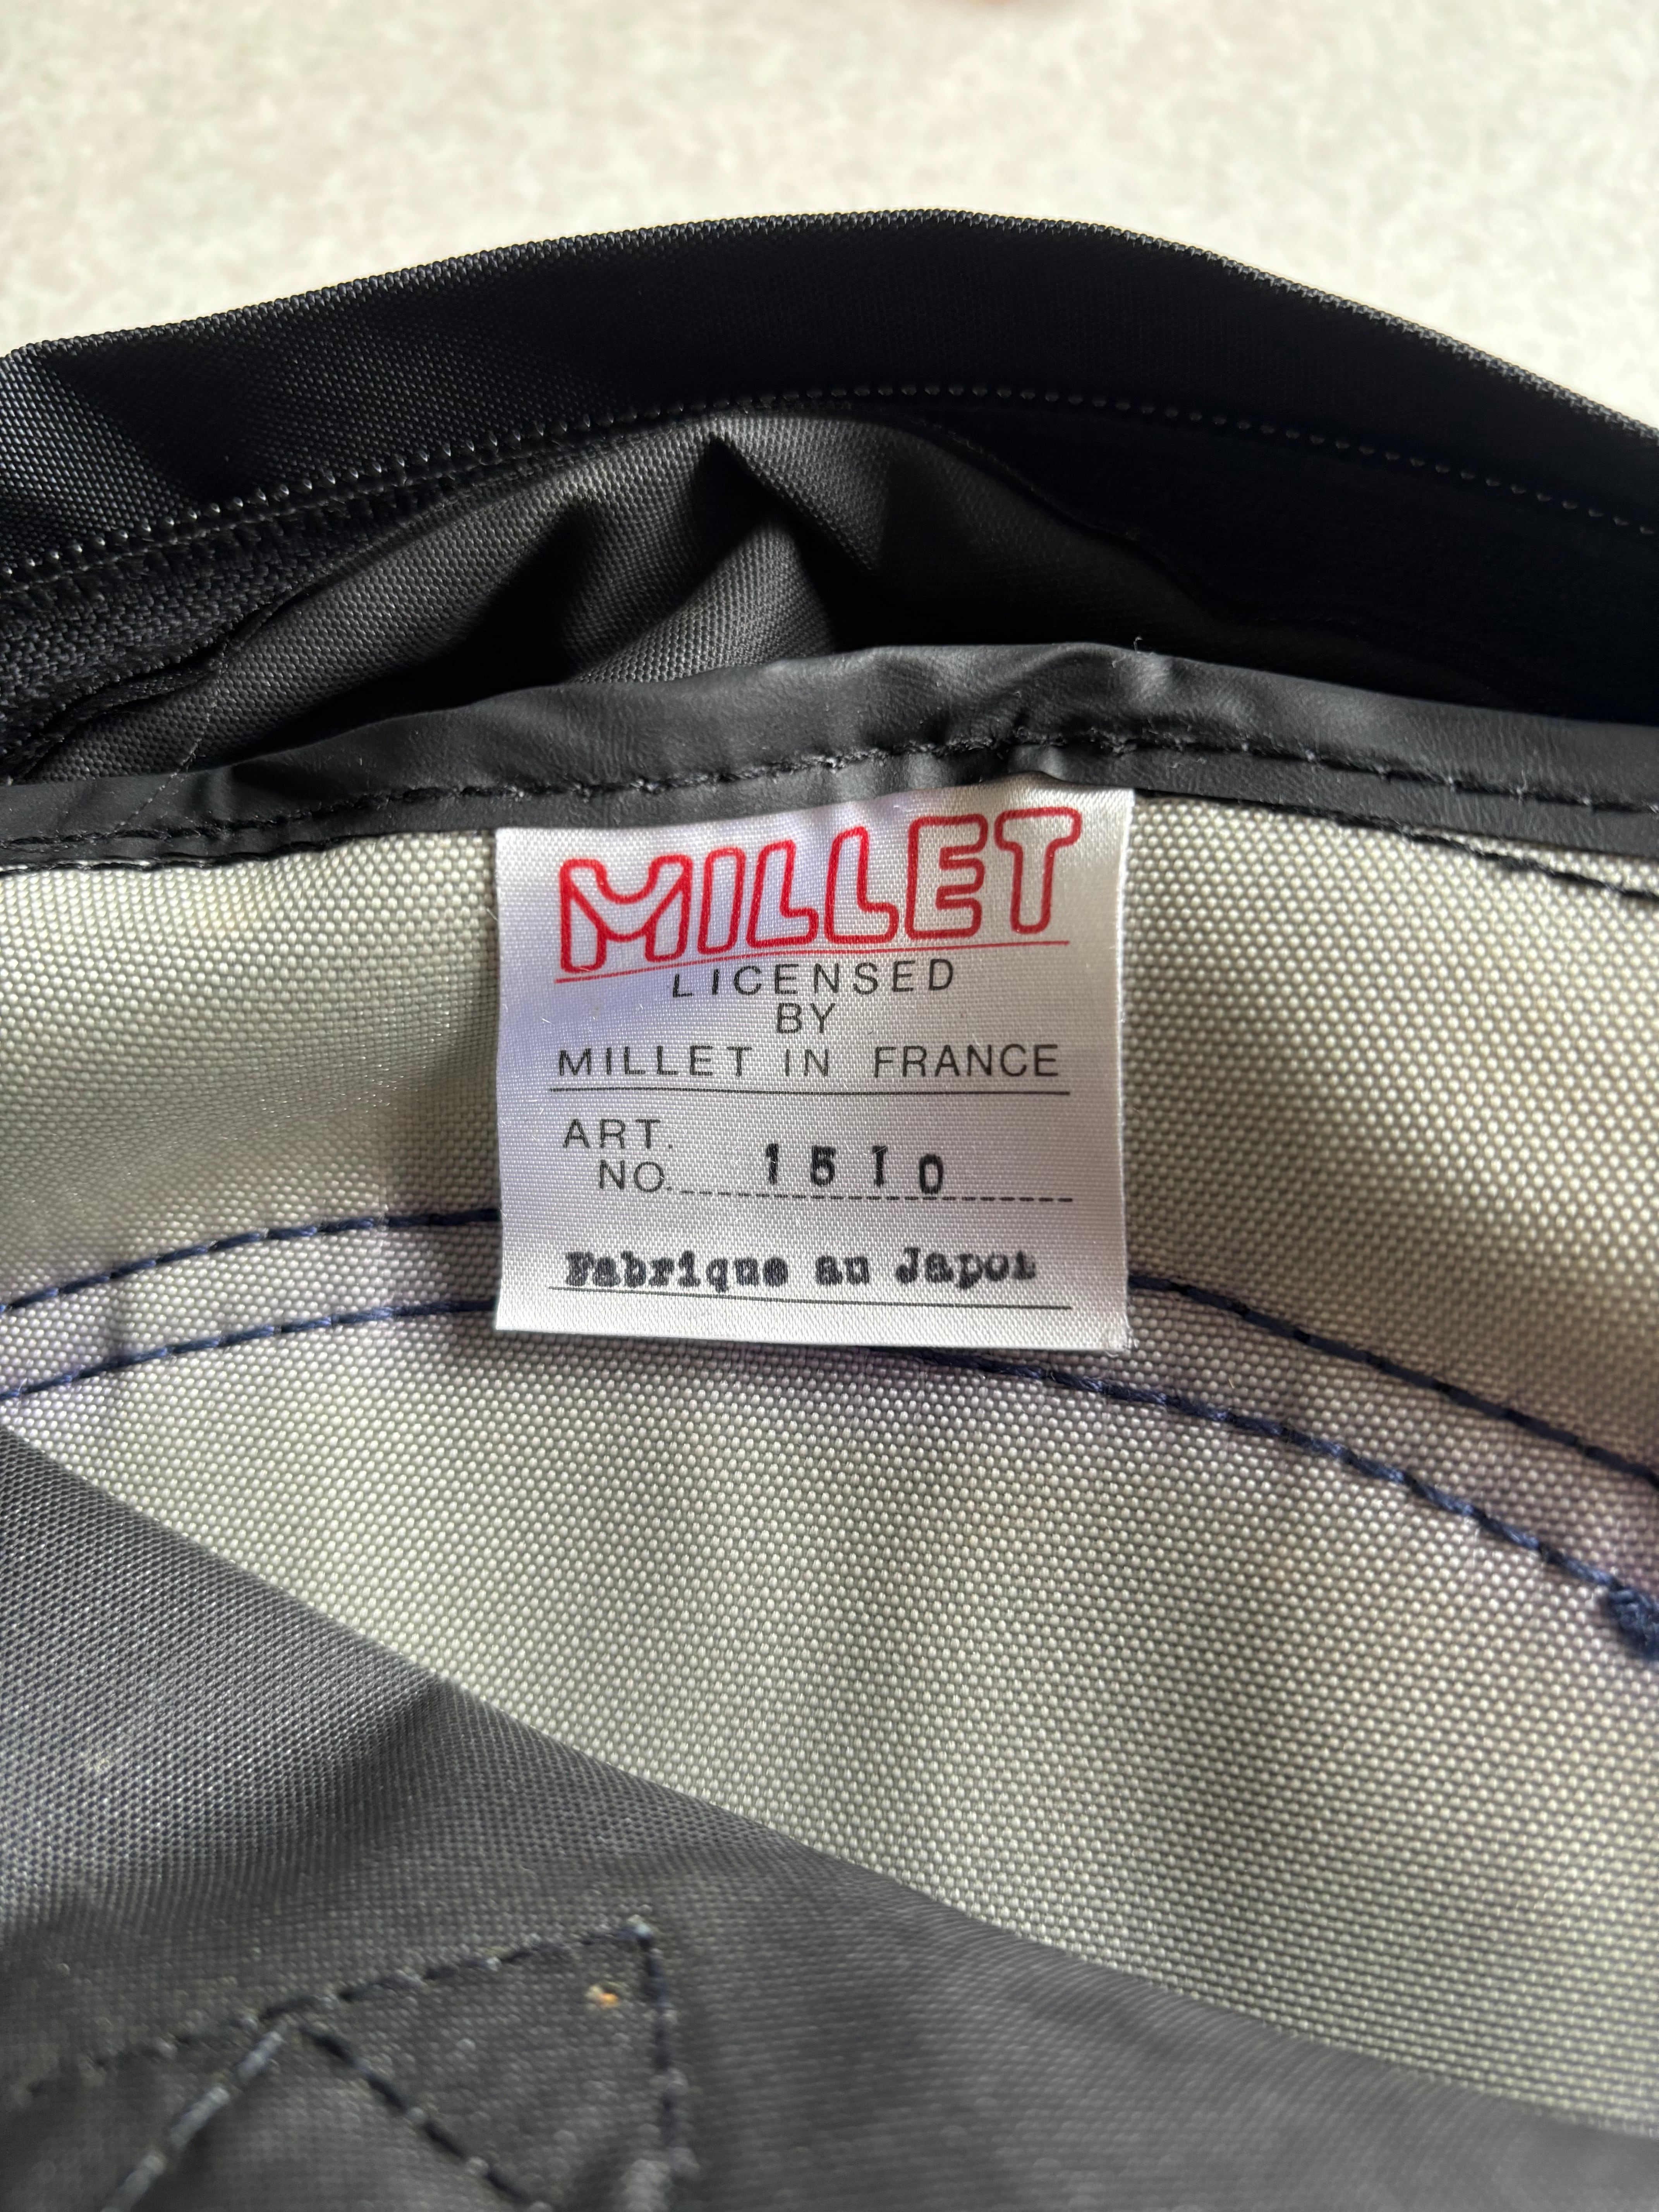 MILLET
LICENSED
BY
MILLET IN FRANCE
ART.
NO. 1510
Fabrique au Japon